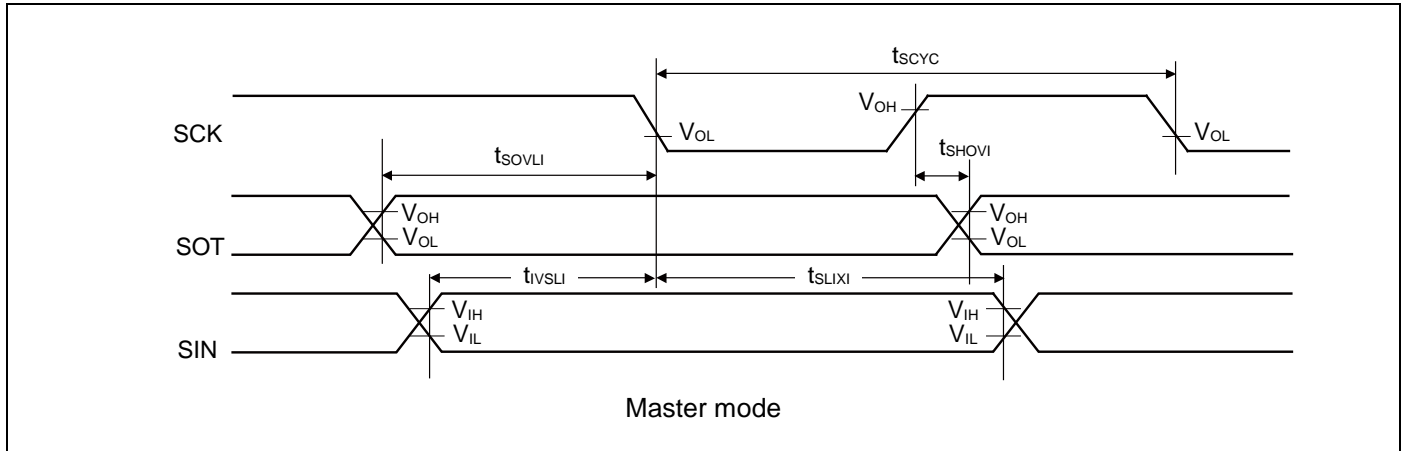 tSCYC
SCK
VOL
VOH
VOL
tSOVLI
tSHOVI
SOT
VOH
VOL
VOH
VOL
tIVSLI
tSLIXI
SIN
VIH
VIL
VIH
VIL
Master mode